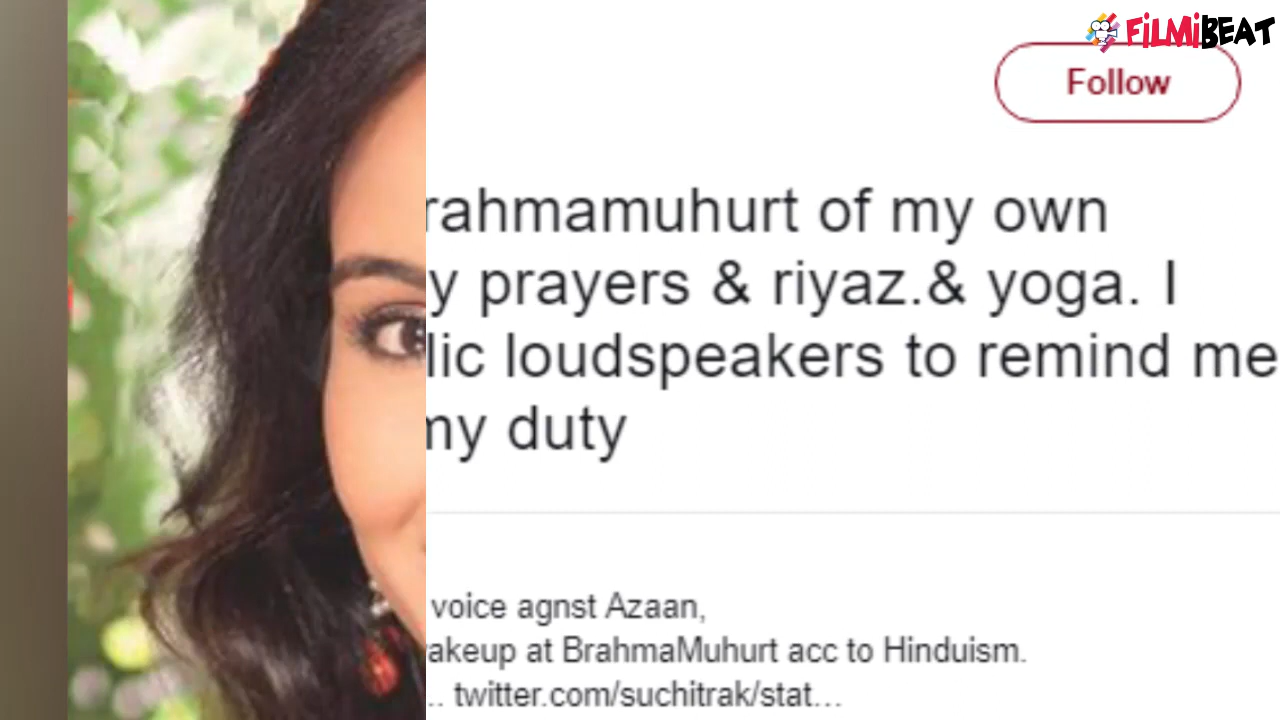 FILMIBEAT
Follow
rahmamuhurt of my own
y prayers & riyaz.& yoga. I
lic loudspeakers to remind me
my duty
voice agnst Azaan,
akeup at BrahmaMuhurt acc to Hinduism.
.. twitter.com/suchitrak/stat...